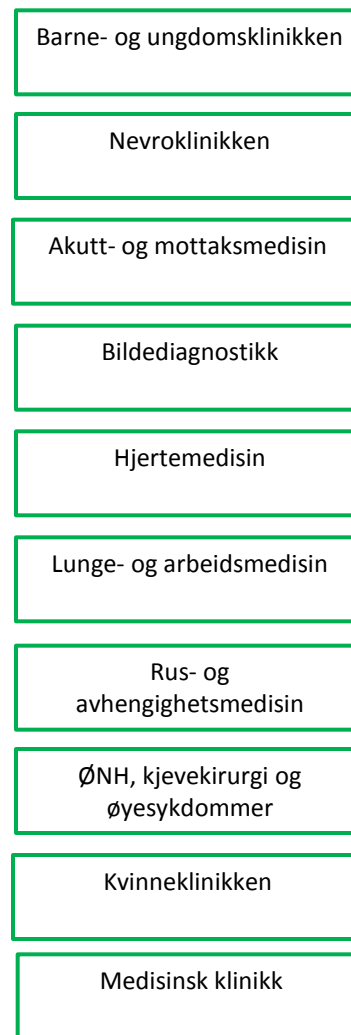 Barne- og ungdomsklinikken
Nevroklinikken
Akutt- og mottaksmedisin
Bildediagnostikk
Hjertemedisin
Lunge- og arbeidsmedisin
Rus- og
avhengighetsmedisin
ØNH, kjevekirurgi og
øyesykdommer
Kvinneklinikken
Medisinsk klinikk